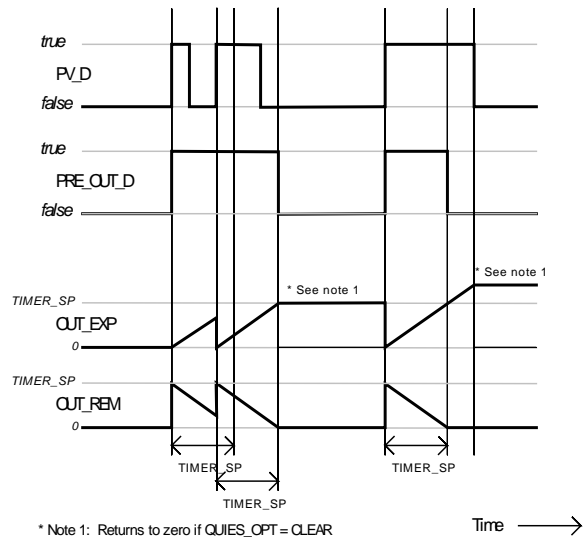 true
PV_D
false
true
PRE_OUT_D
false
* See note 1
* See note 1
TIMER_SP
OUT_EXP
0
TIMER_SP
OUT_REM
0
TIMER_SP
TIMER_SP
TIMER_SP
* Note 1: Returns to zero if QUIES_OPT = CLEAR
Time